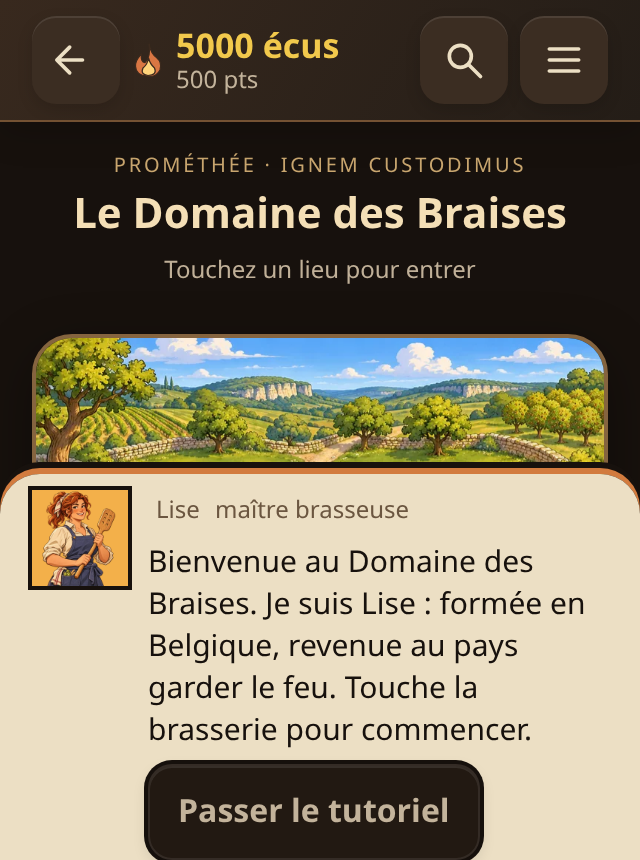 5000 écus
500 pts
PROMÉTHÉE · IGNEM CUSTODIMUS
Le Domaine des Braises
Touchez un lieu pour entrer
Lise maître brasseuse
Bienvenue au Domaine des
Braises. Je suis Lise : formée en
Belgique, revenue au pays
garder le feu. Touche la
brasserie pour commencer.
Passer le tutoriel